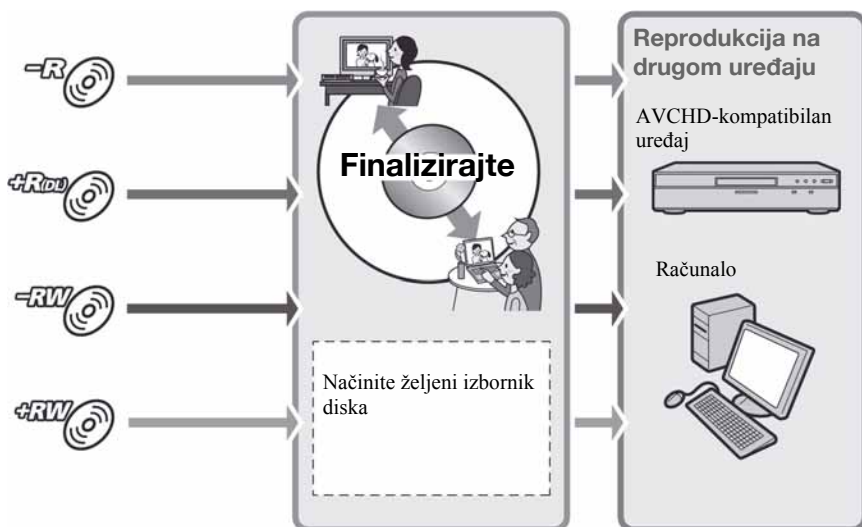 -R
+R(DL)
-RW
+RW
Finalizirajte
Načinite željeni izbornik
diska
Reprodukcija na
drugom uređaju
AVCHD-kompatibilan
uređaj
Računalo